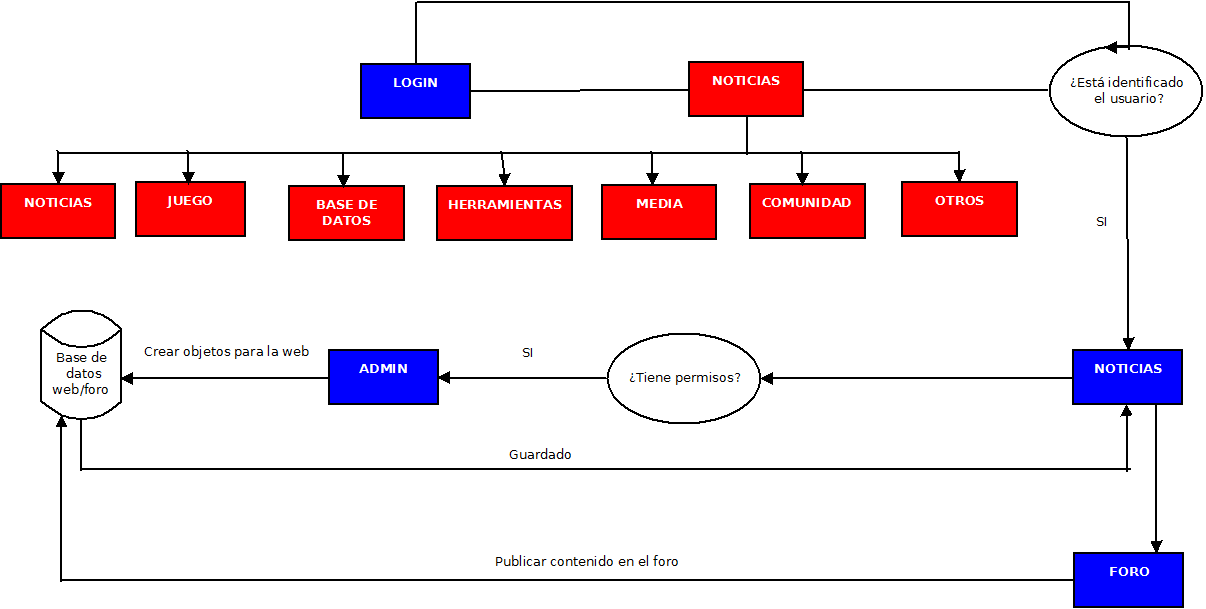 LOGIN
NOTICIAS
¿Está identificado
el usuario?
NOTICIAS
JUEGO
BASE DE
DATOS
HERRAMIENTAS
MEDIA
COMUNIDAD
OTROS
SI
Base de
datos
web/foro
Crear objetos para la web
ADMIN
SI
¿Tiene permisos?
NOTICIAS
Guardado
Publicar contenido en el foro
FORO